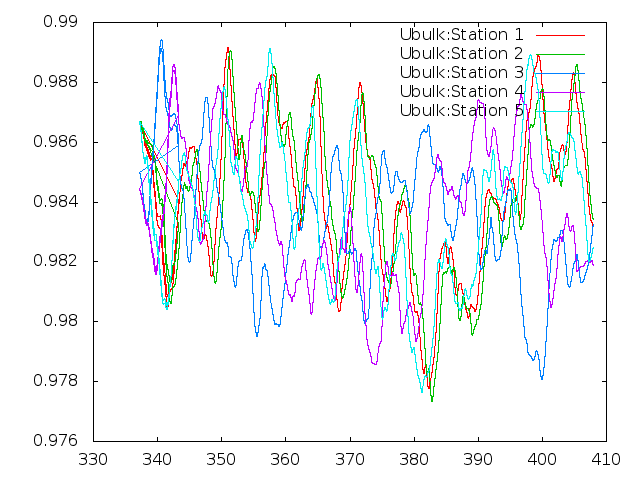 0.99
0.988
0.986
0.984
0.982
0.98
0.978
0.976
330 340 350 360 370 380 390 400 410
Ubulk:Station 1
Ubulk:Station 2
Ubulk:Station 3
Ubulk:Station 4
Ubulk:Station 5